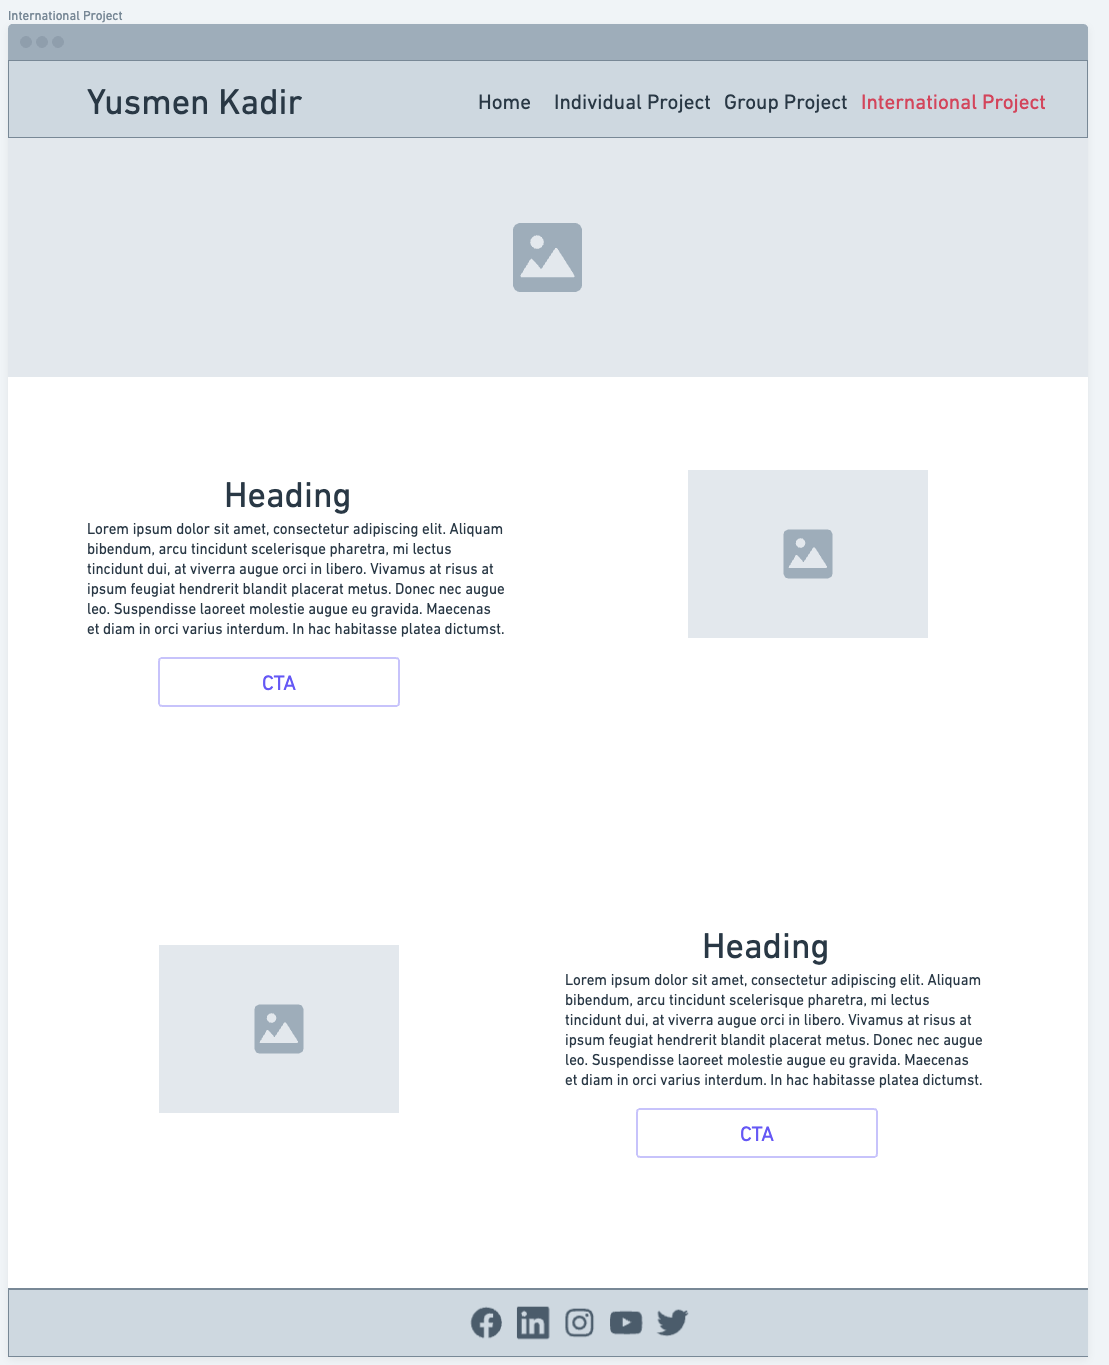 International Project
Yusmen Kadir
Home Individual Project Group Project International Project
Heading
Lorem ipsum dolor sit amet, consectetur adipiscing elit. Aliquam
bibendum, arcu tincidunt scelerisque pharetra, mi lectus
tincidunt dui, at viverra augue orci in libero. Vivamus at risus at
ipsum feugiat hendrerit blandit placerat metus. Donec nec augue
leo. Suspendisse laoreet molestie augue eu gravida. Maecenas
et diam in orci varius interdum. In hac habitasse platea dictumst.
CTA
Heading
Lorem ipsum dolor sit amet, consectetur adipiscing elit. Aliquam
bibendum, arcu tincidunt scelerisque pharetra, mi lectus
tincidunt dui, at viverra augue orci in libero. Vivamus at risus at
ipsum feugiat hendrerit blandit placerat metus. Donec nec augue
leo. Suspendisse laoreet molestie augue eu gravida. Maecenas
et diam in orci varius interdum. In hac habitasse platea dictumst.
CTA